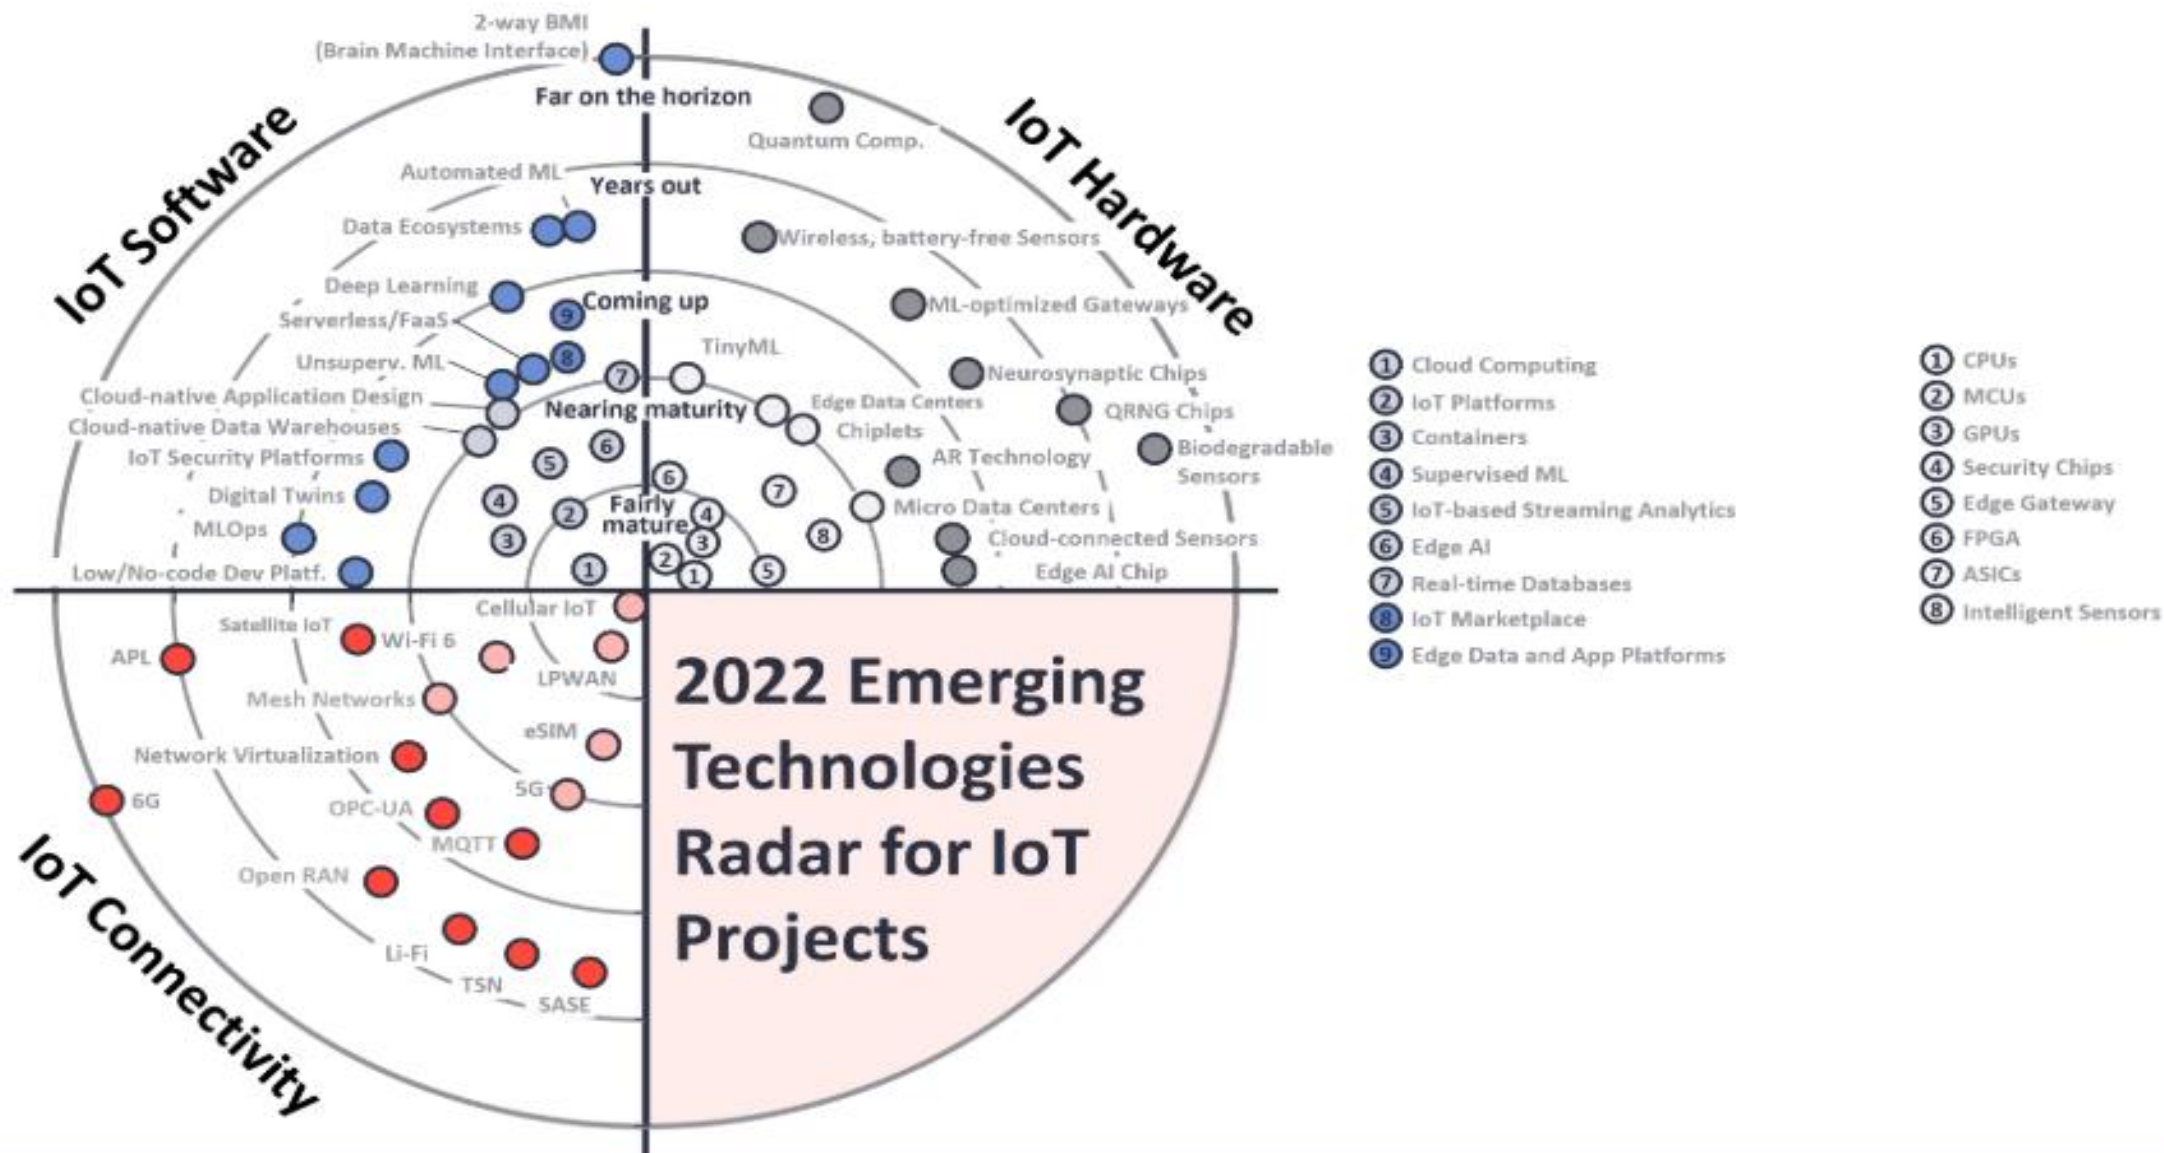 2-way BMI
(Brain Machine Interface)
Far on the horizon
Quantum Comp.
IoT Software
IoT Hardware
Automated ML
Years out
Data Ecosystems
Wireless, battery-free Sensors
Deep Learning
9
Coming up
ML-optimized Gateways
Serverless/FaaS
8
TinyML
Unsuperv. ML
7
Neurosynaptic Chips
Cloud-native Application Design
Nearing maturity
Edge Data Centers
QRNG Chips
Cloud-native Data Warehouses
6
Chiplets
Biodegradable
Sensors
IoT Security Platforms
5
6
7
AR Technology
Digital Twins
4
2
Fairly
mature
4
Micro Data Centers
MLOps
3
3
8
Cloud-connected Sensors
Low/No-code Dev Platf.
1
2
1
5
Edge AI Chip
Cellular IoT
Satellite IoT
Wi-Fi 6
APL
LPWAN
Mesh Networks
eSIM
Network Virtualization
5G
6G
OPC-UA
MQTT
Open RAN
Li-Fi
TSN
SASE
IoT Connectivity
2022 Emerging
Technologies
Radar for IoT
Projects
1 Cloud Computing
2 IoT Platforms
3 Containers
4 Supervised ML
5 IoT-based Streaming Analytics
6 Edge AI
7 Real-time Databases
8 IoT Marketplace
9 Edge Data and App Platforms
1 CPUs
2 MCUs
3 GPUs
4 Security Chips
5 Edge Gateway
6 FPGA
7 ASICs
8 Intelligent Sensors